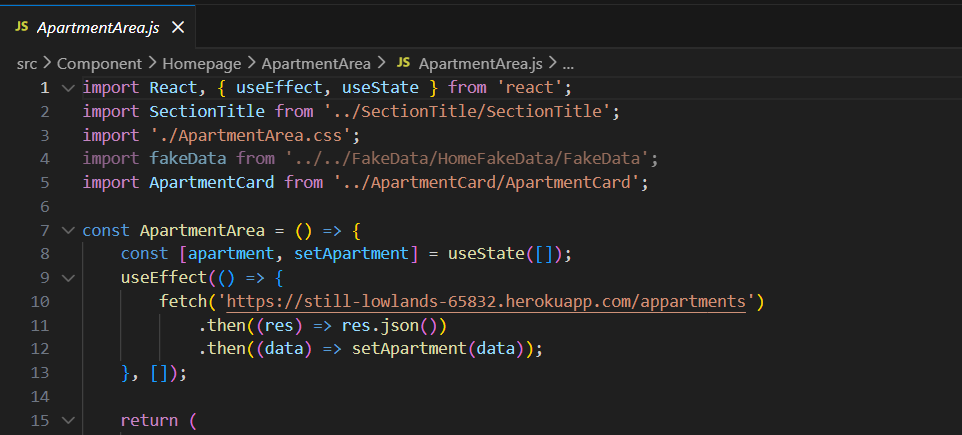 JS ApartmentArea.js ×
src > Component > Homepage > ApartmentArea > JS ApartmentArea.js > ...
1 import React, { useEffect, useState } from 'react';
2 import SectionTitle from '../SectionTitle/SectionTitle';
3 import './ApartmentArea.css';
4 import fakeData from '../../FakeData/HomeFakeData/FakeData';
5 import ApartmentCard from '../ApartmentCard/ApartmentCard';
6
7 const ApartmentArea = () => {
8     const [apartment, setApartment] = useState([]);
9     useEffect(() => {
10         fetch('https://still-lowlands-65832.herokuapp.com/appartments')
11             .then((res) => res.json())
12             .then((data) => setApartment(data));
13     }, []);
14
15     return (